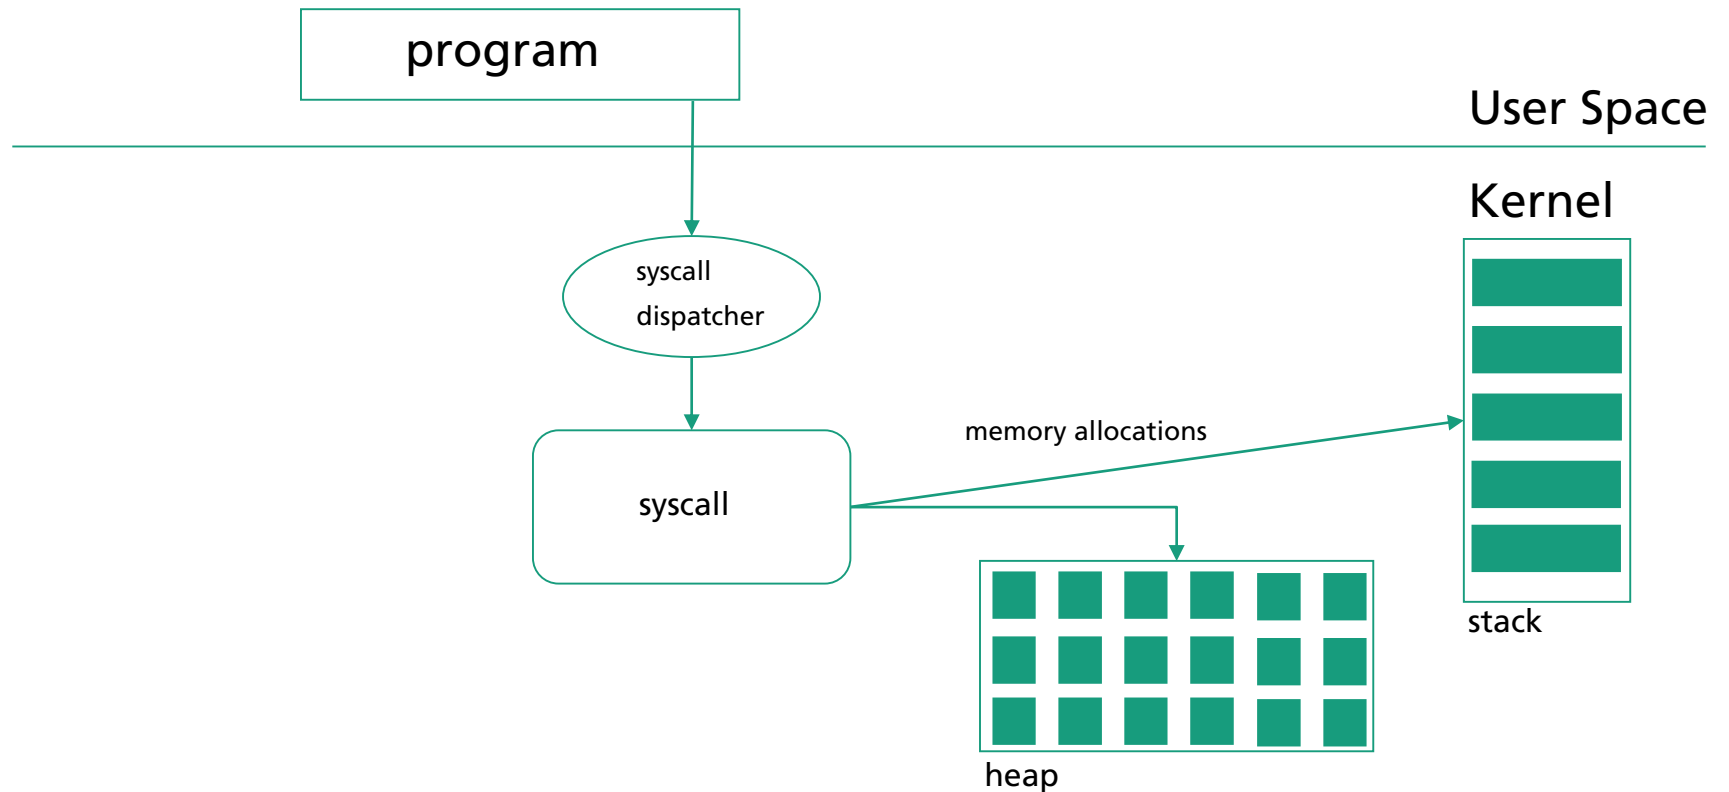 program
User Space
Kernel
syscall
dispatcher
memory allocations
syscall
stack
heap